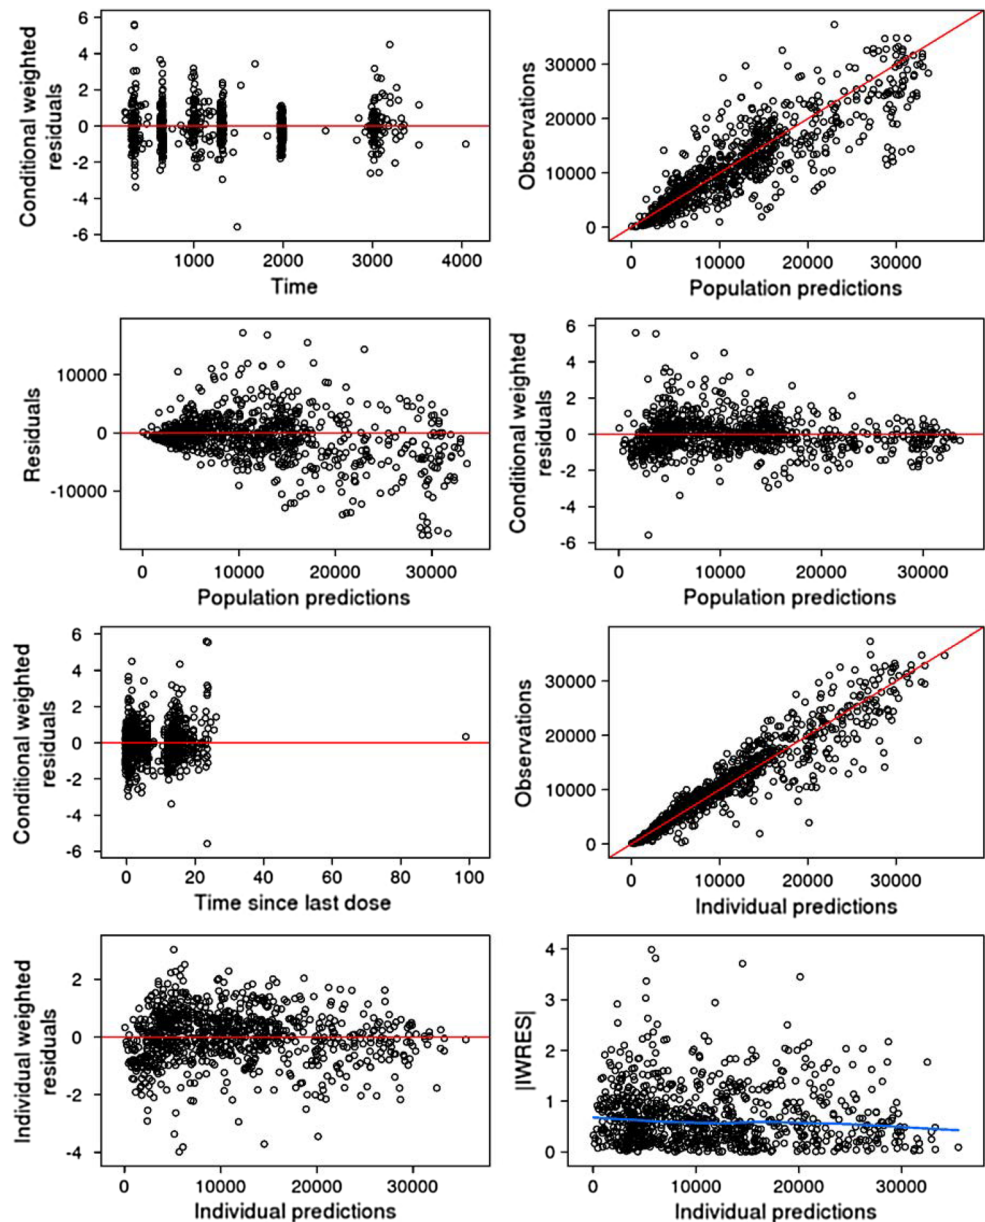 Conditional weighted
residuals
6
4
2
0
-2
-4
-6
1000 2000 3000 4000
Time
Observations
30000
20000
10000
0
0 10000 20000 30000
Population predictions
Residuals
10000
0
-10000
0 10000 20000 30000
Population predictions
Conditional weighted
residuals
6
4
2
0
-2
-4
-6
0 10000 20000 30000
Population predictions
Conditional weighted
residuals
6
4
2
0
-2
-4
-6
0 20 40 60 80 100
Time since last dose
Observations
30000
20000
10000
0
0 10000 20000 30000
Individual predictions
Individual weighted
residuals
2
0
-2
-4
0 10000 20000 30000
Individual predictions
|IWRES|
4
3
2
1
0
0 10000 20000 30000
Individual predictions